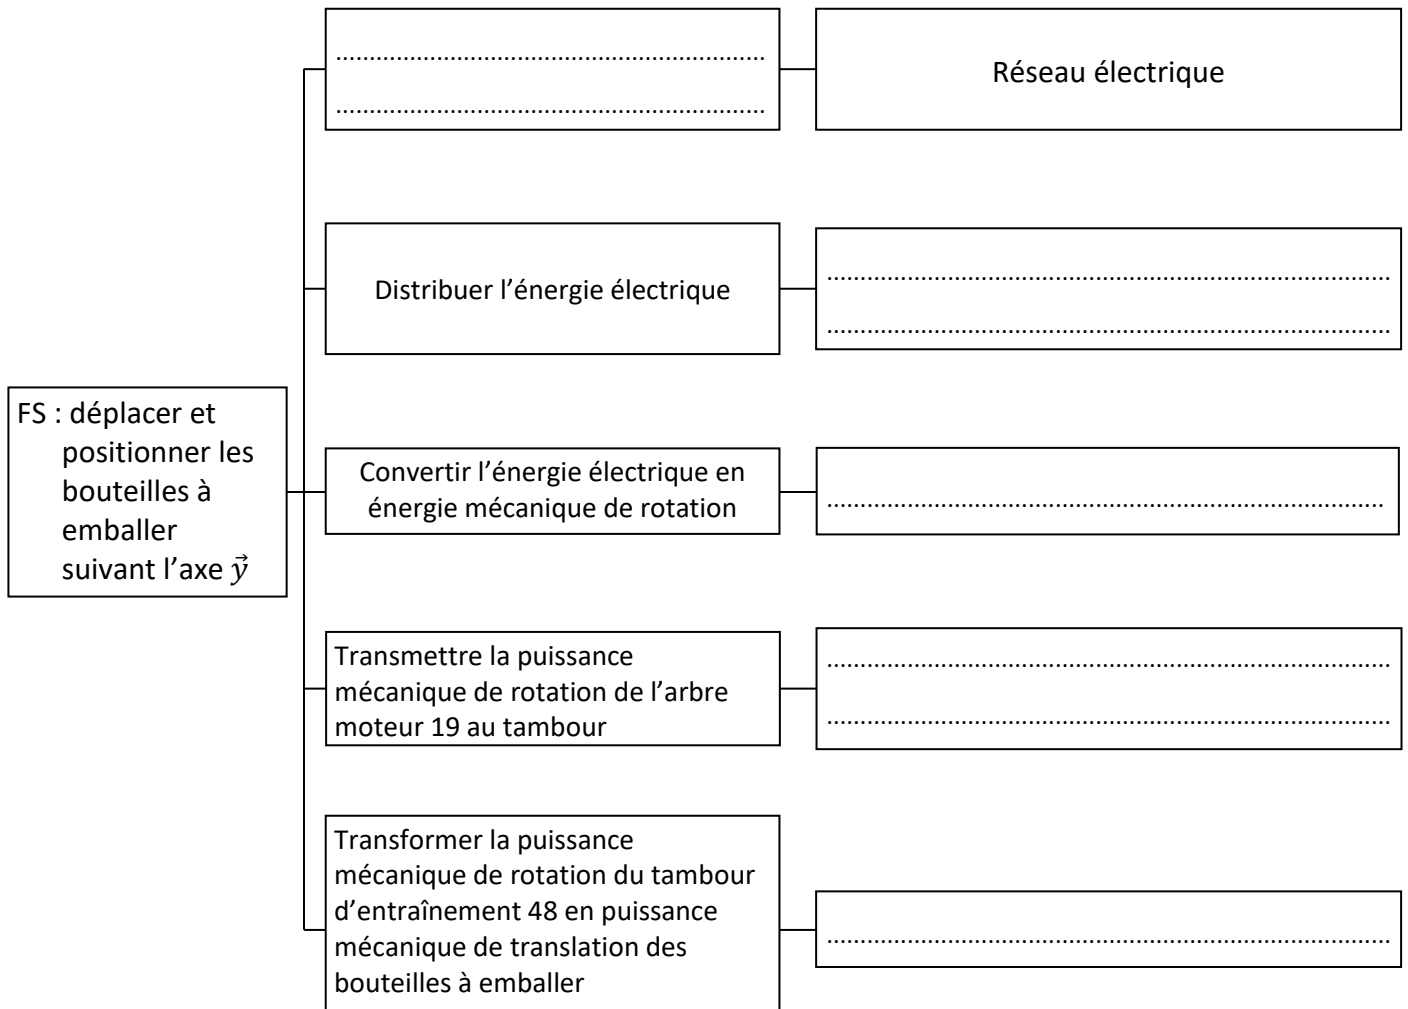 Réseau électrique
Distribuer l’énergie électrique
FS : déplacer et
positionner les
bouteilles à
emballer
suivant l’axe y⃗
Convertir l’énergie électrique en
énergie mécanique de rotation
Transmettre la puissance
mécanique de rotation de l’arbre
moteur 19 au tambour
Transformer la puissance
mécanique de rotation du tambour
d’entraînement 48 en puissance
mécanique de translation des
bouteilles à emballer